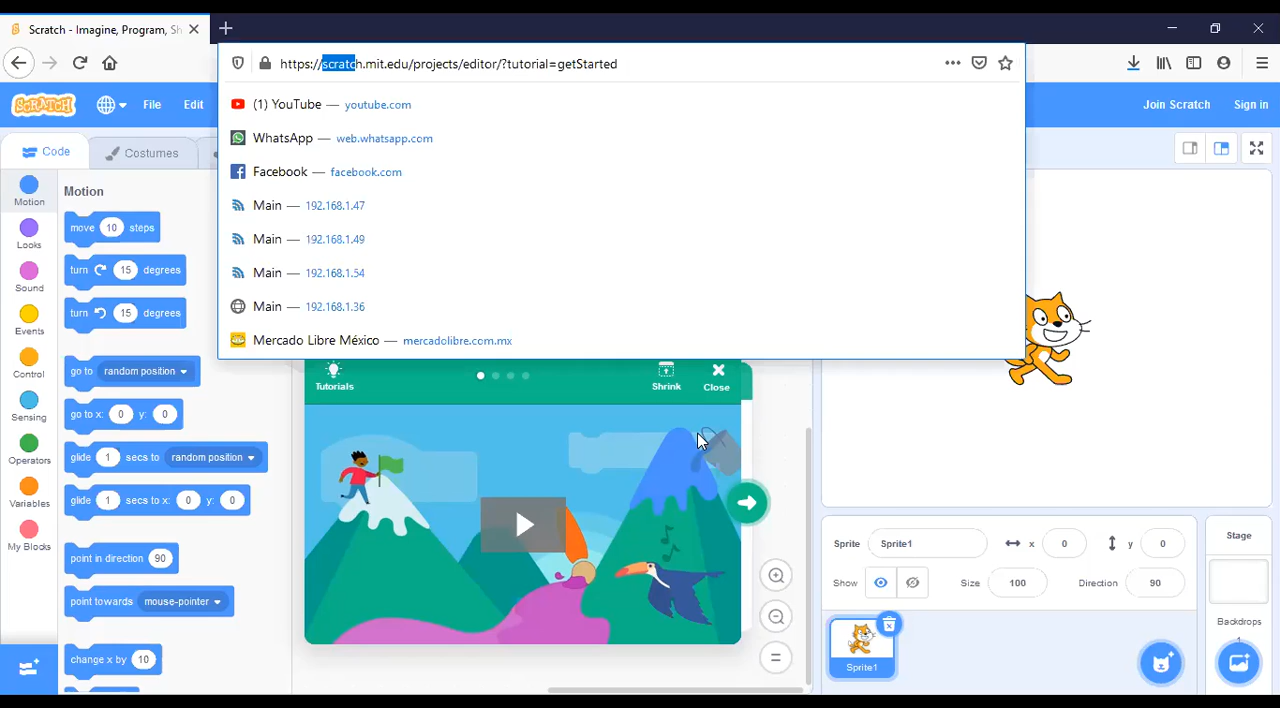 Scratch - Imagine, Program, Sh
https://scratch.mit.edu/projects/editor/?tutorial=getStarted
(1) YouTube — youtube.com
WhatsApp — web.whatsapp.com
Facebook — facebook.com
Main — 192.168.1.47
Main — 192.168.1.49
Main — 192.168.1.54
Main — 192.168.1.36
Mercado Libre México — mercadolibre.com.mx
SCRATCH
File
Edit
Join Scratch
Sign in
Code
Costumes
Motion
Looks
Sound
Events
Control
Sensing
Operators
Variables
My Blocks
Motion
move 10 steps
turn 15 degrees
turn 15 degrees
go to random position
go to x: 0 y: 0
glide 1 secs to random position
glide 1 secs to x: 0 y: 0
point in direction 90
point towards mouse-pointer
change x by 10
Tutorials
Shrink
Close
Sprite Sprite1 x 0 y 0
Show Size 100 Direction 90
Sprite1
Stage
Backdrops
1